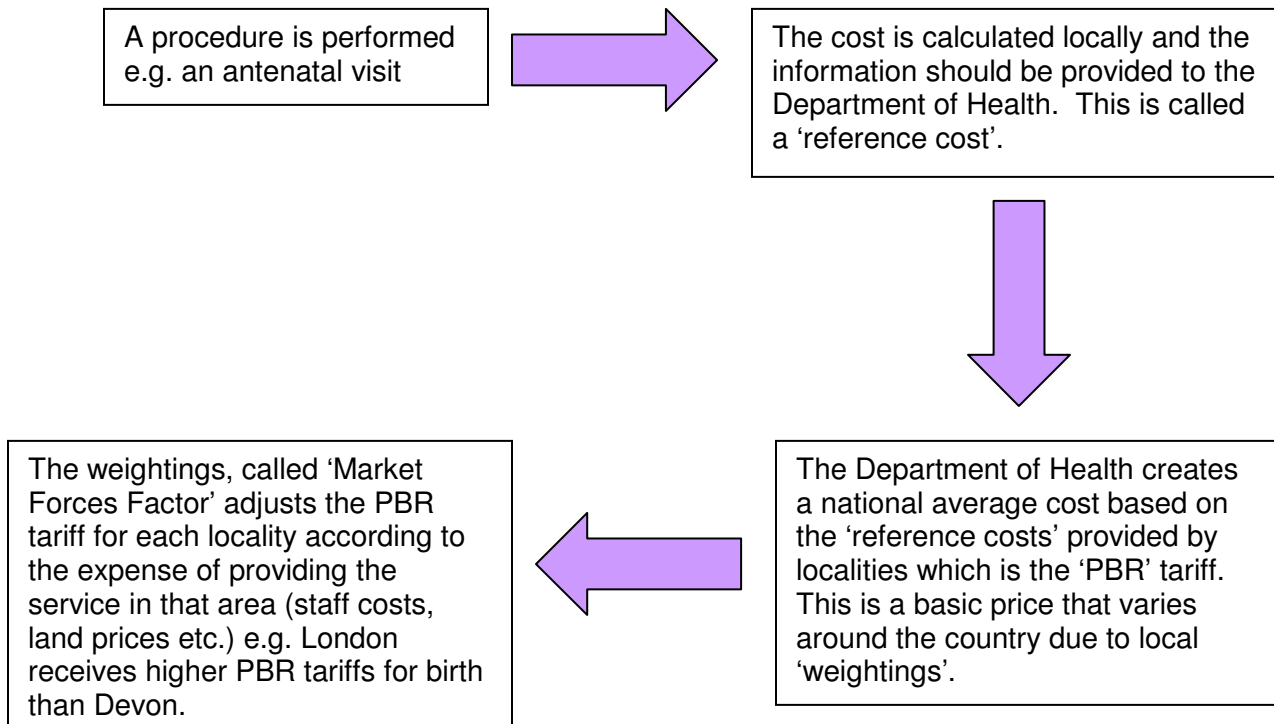 A procedure is performed
e.g. an antenatal visit
The cost is calculated locally and the
information should be provided to the
Department of Health.  This is called
a ‘reference cost’.
The Department of Health creates
a national average cost based on
the ‘reference costs’ provided by
localities which is the ‘PBR’ tariff.
This is a basic price that varies
around the country due to local
‘weightings’.
The weightings, called ‘Market
Forces Factor’ adjusts the PBR
tariff for each locality according to
the expense of providing the
service in that area (staff costs,
land prices etc.) e.g. London
receives higher PBR tariffs for birth
than Devon.